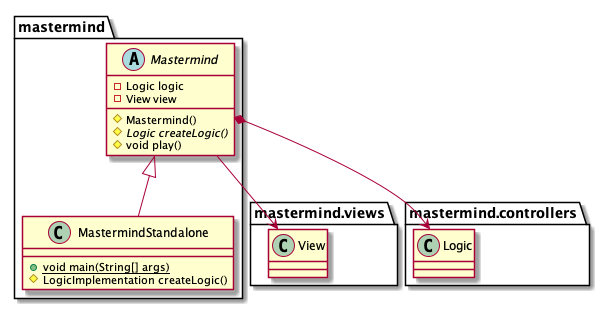 mastermind
A Mastermind
Logic logic
View view
Mastermind()
Logic createLogic()
void play()
C MastermindStandalone
void main(String[] args)
LogicImplementation createLogic()
mastermind.views
C View
mastermind.controllers
C Logic